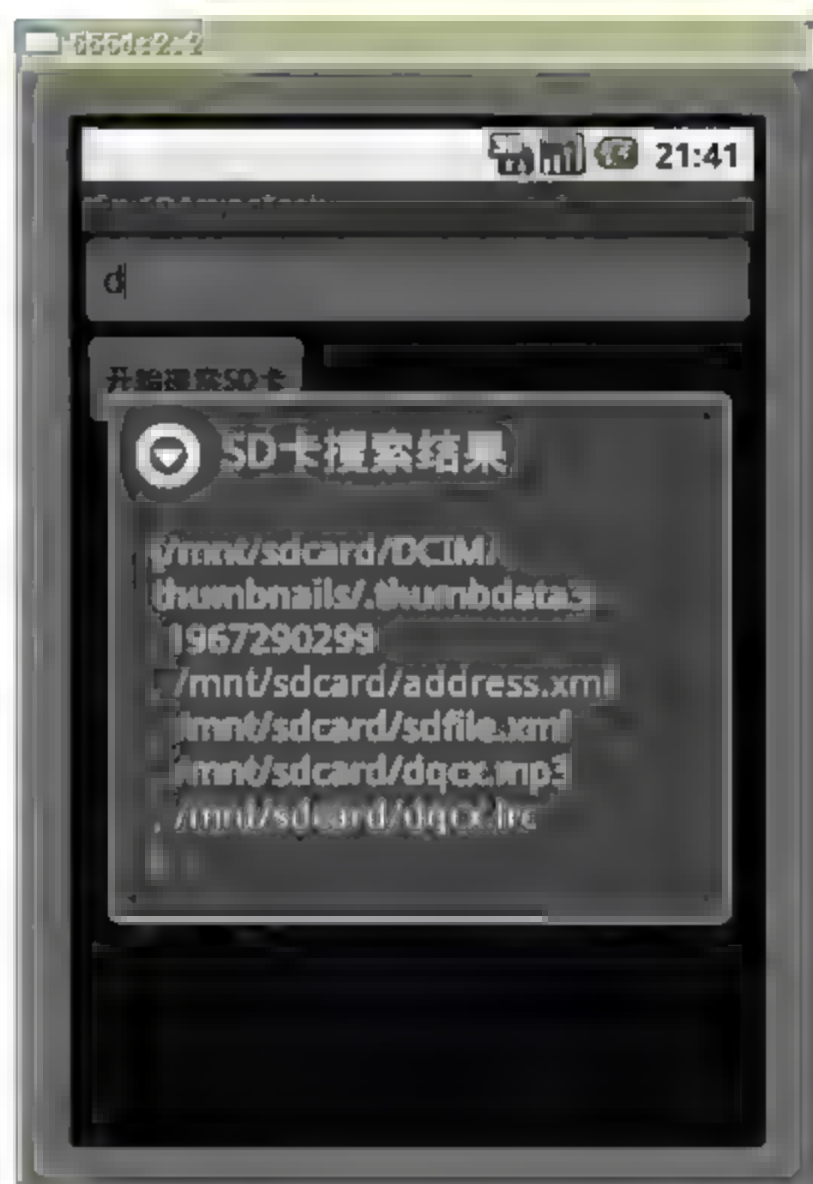 5554:2.2
21:41
d
开始搜索SD卡
SD卡搜索结果
/mnt/sdcard/DCIM/
thumbnails/.thumbdata3
1967290299
/mnt/sdcard/address.xml
/mnt/sdcard/sdfile.xml
/mnt/sdcard/dqcx.mp3
/mnt/sdcard/dqcx.lrc